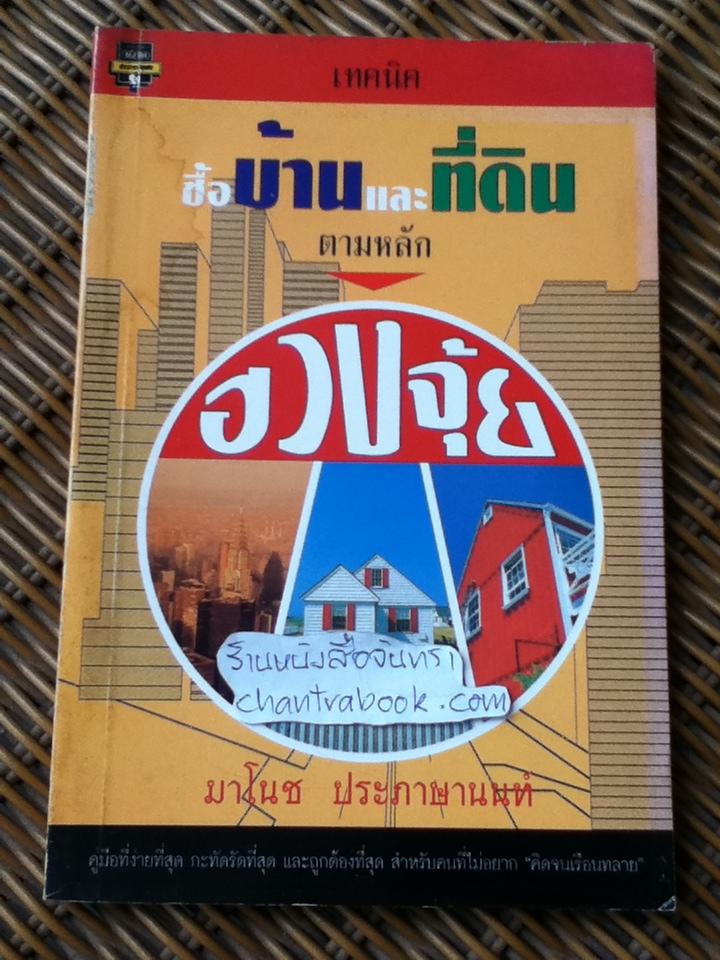 เทคนิค
ซื้อบ้านและที่ดิน
ตามหลัก
ฮวงจุ้ย
ร้านหนังสือจันทรา
chantrabook.com
มาโนช ประภาษานนท์
คู่มือที่ง่ายที่สุด กะทัดรัดที่สุด และถูกต้องที่สุด สำหรับคนที่ไม่อยาก "คิดจนเรือนทลาย"